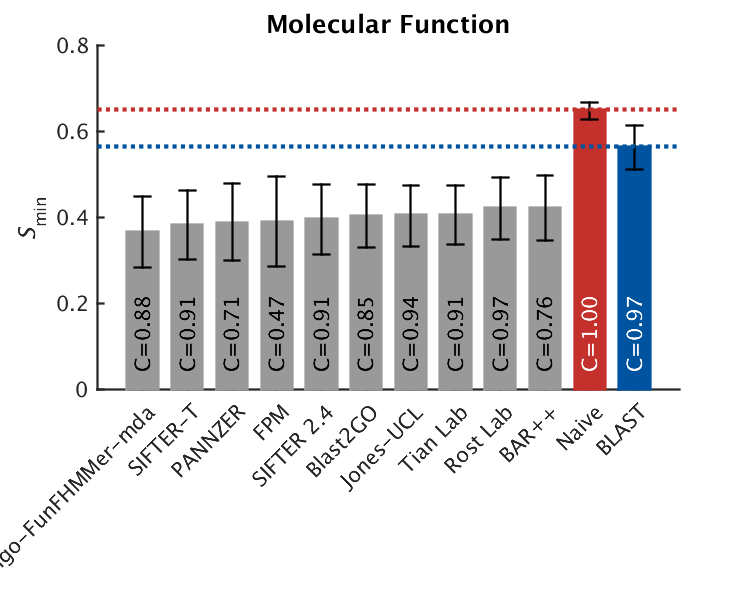 Molecular Function
0.8
0.6
0.4
0.2
0
Smin
C=0.88
C=0.91
C=0.71
C=0.47
C=0.91
C=0.85
C=0.94
C=0.91
C=0.97
C=0.76
C=1.00
C=0.97
go-FunFHMMer-mda
SIFTER-T
PANNZER
FPM
SIFTER 2.4
Blast2GO
Jones-UCL
Tian Lab
Rost Lab
BAR++
Naive
BLAST